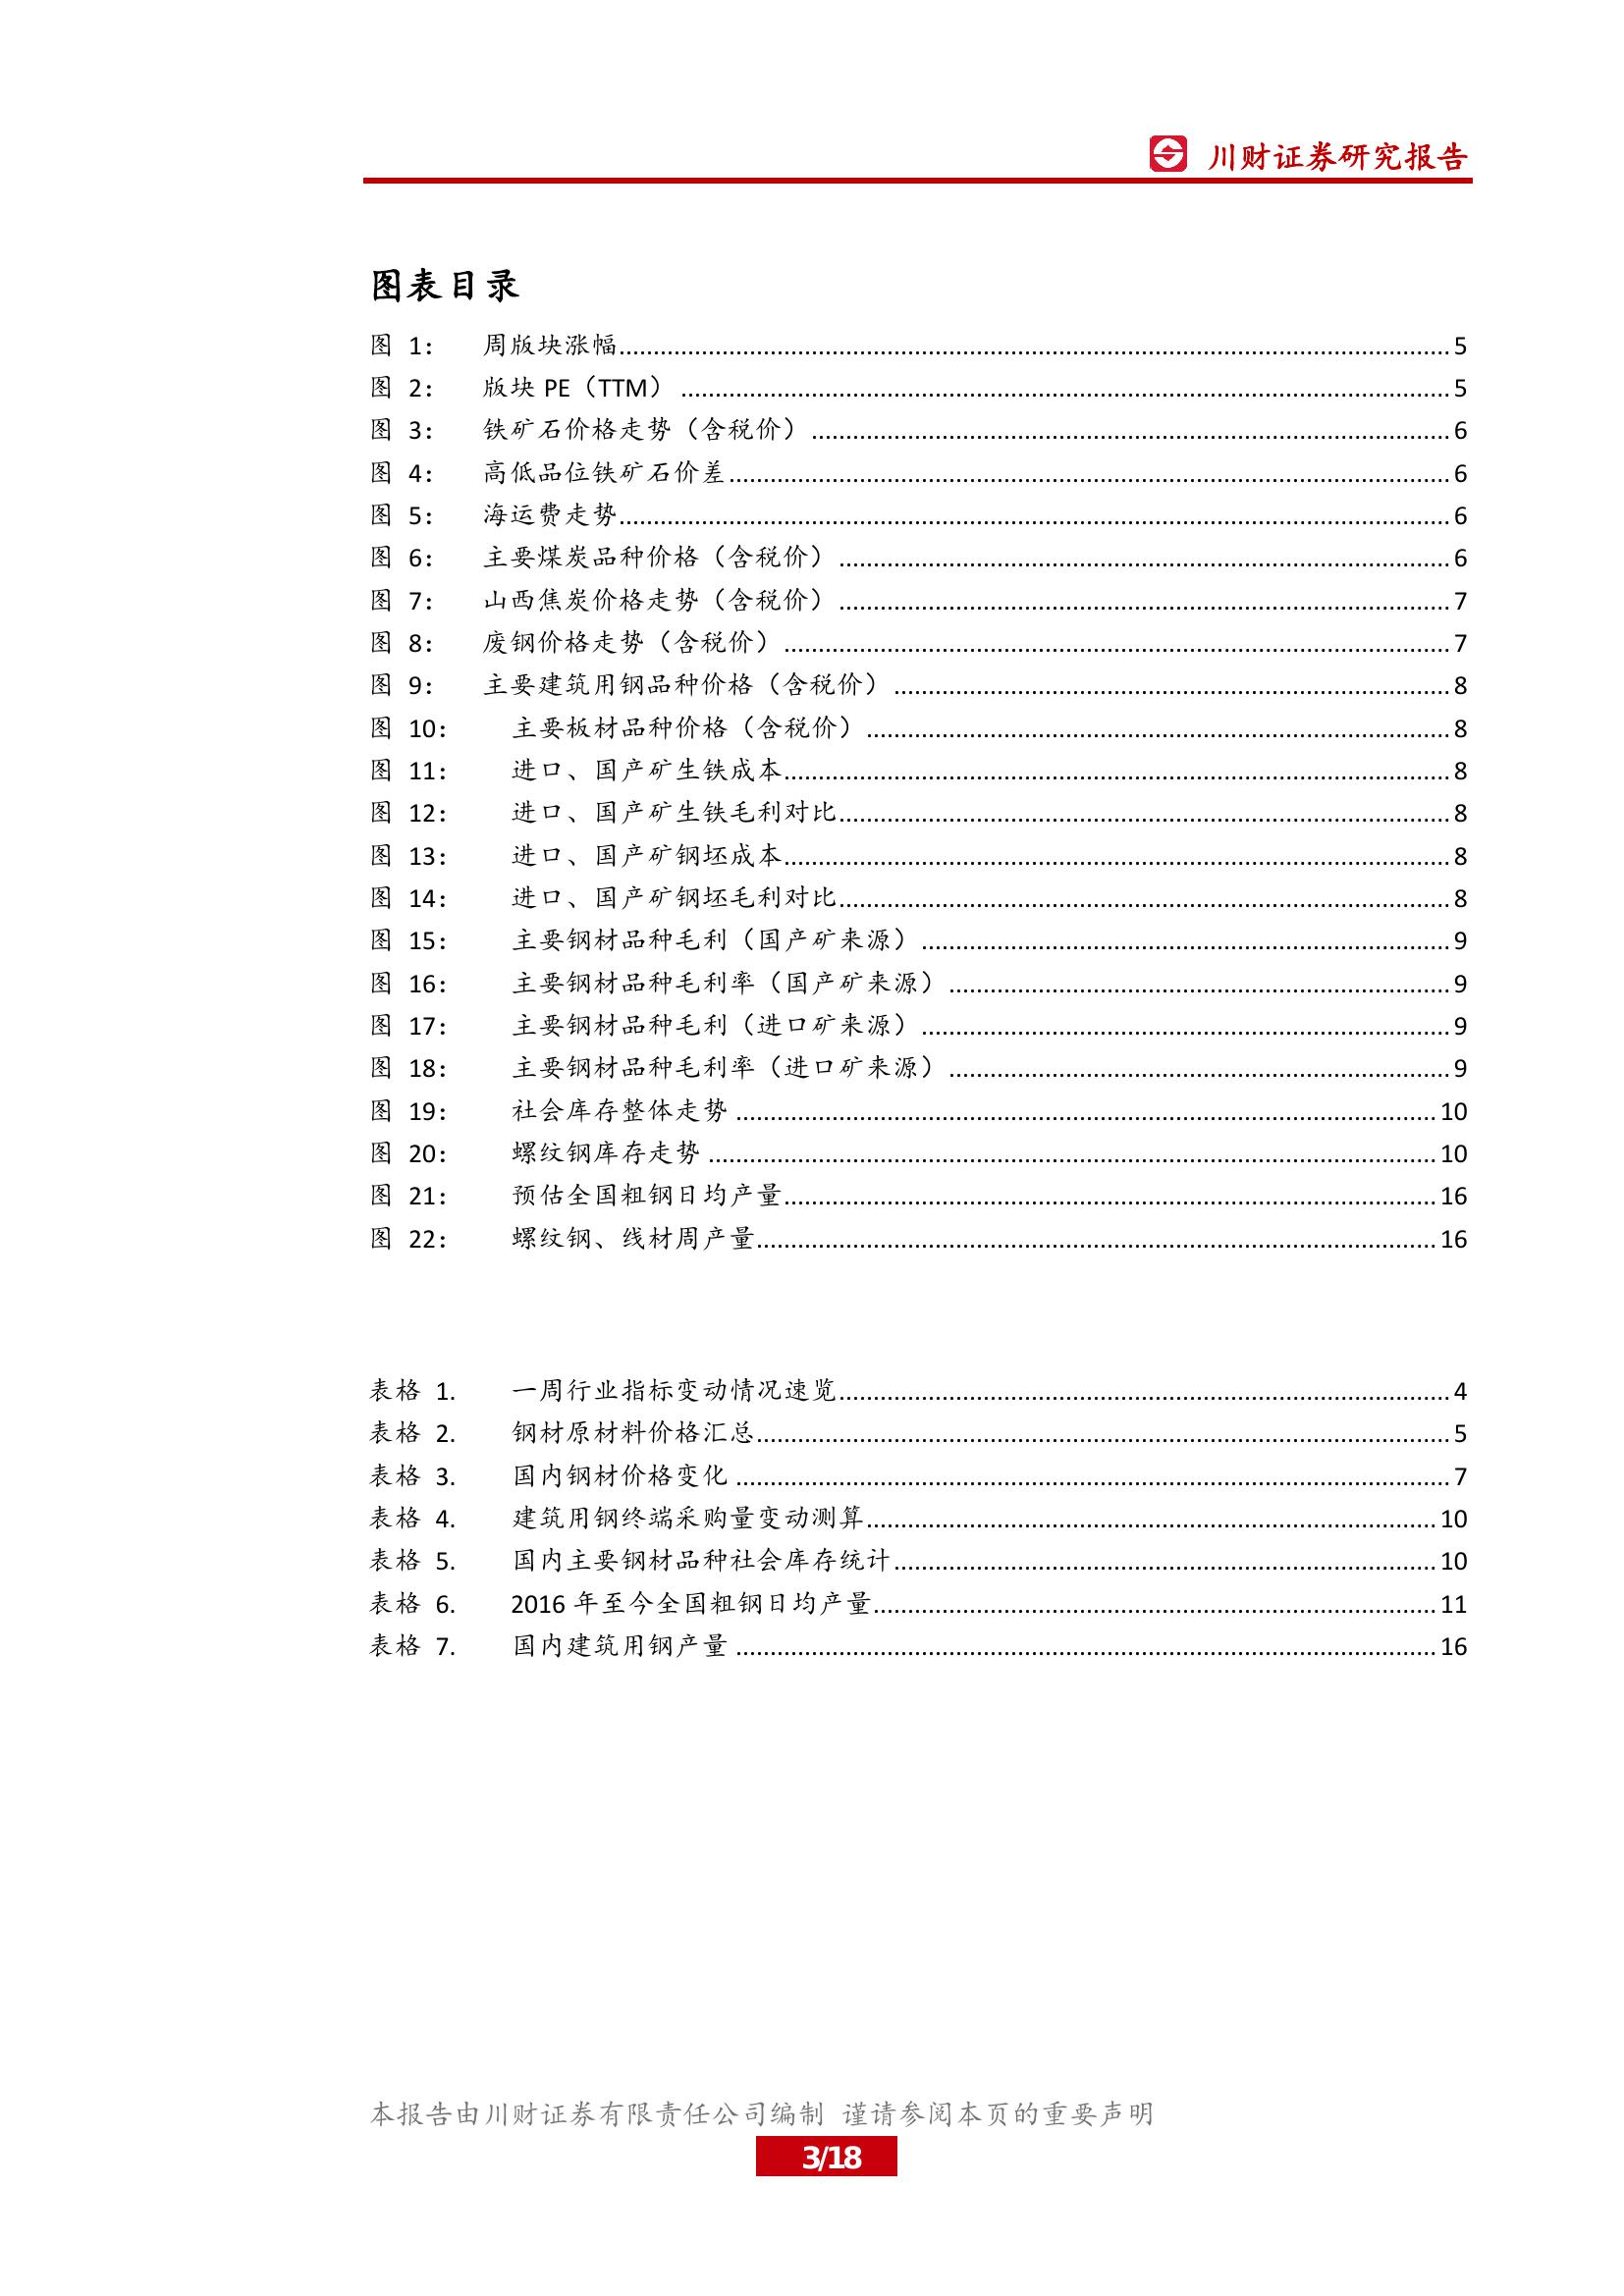 川财证券研究报告
图表目录
图 1: 周版块涨幅 5
图 2: 版块 PE（TTM） 5
图 3: 铁矿石价格走势（含税价） 6
图 4: 高低品位铁矿石价差 6
图 5: 海运费走势 6
图 6: 主要煤炭品种价格（含税价） 6
图 7: 山西焦炭价格走势（含税价） 7
图 8: 废钢价格走势（含税价） 7
图 9: 主要建筑用钢品种价格（含税价） 8
图 10: 主要板材品种价格（含税价） 8
图 11: 进口、国产矿生铁成本 8
图 12: 进口、国产矿生铁毛利对比 8
图 13: 进口、国产矿钢坯成本 8
图 14: 进口、国产矿钢坯毛利对比 8
图 15: 主要钢材品种毛利（国产矿来源） 9
图 16: 主要钢材品种毛利率（国产矿来源） 9
图 17: 主要钢材品种毛利（进口矿来源） 9
图 18: 主要钢材品种毛利率（进口矿来源） 9
图 19: 社会库存整体走势 10
图 20: 螺纹钢库存走势 10
图 21: 预估全国粗钢日均产量 16
图 22: 螺纹钢、线材周产量 16
表格 1. 一周行业指标变动情况速览 4
表格 2. 钢材原材料价格汇总 5
表格 3. 国内钢材价格变化 7
表格 4. 建筑用钢终端采购量变动测算 10
表格 5. 国内主要钢材品种社会库存统计 10
表格 6. 2016 年至今全国粗钢日均产量 11
表格 7. 国内建筑用钢产量 16
本报告由川财证券有限责任公司编制 谨请参阅本页的重要声明
3/18